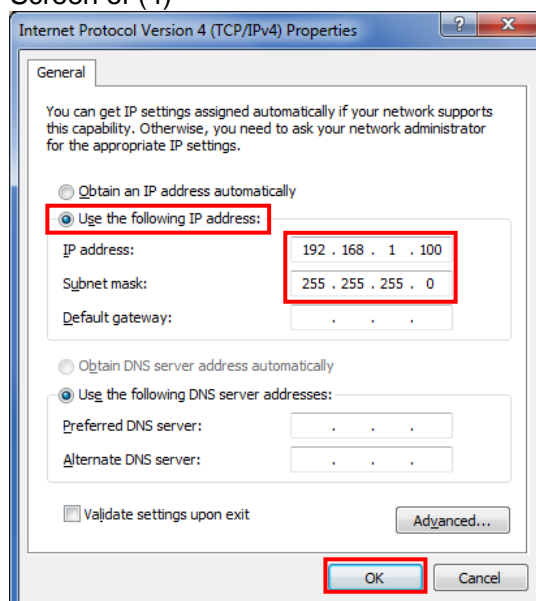 Internet Protocol Version 4 (TCP/IPv4) Properties
General
You can get IP settings assigned automatically if your network supports
this capability. Otherwise, you need to ask your network administrator
for the appropriate IP settings.
Obtain an IP address automatically
Use the following IP address:
IP address: 192 . 168 . 1 . 100
Subnet mask: 255 . 255 . 255 . 0
Default gateway: . . .
Obtain DNS server address automatically
Use the following DNS server addresses:
Preferred DNS server: . . .
Alternate DNS server: . . .
Validate settings upon exit
Advanced...
OK Cancel